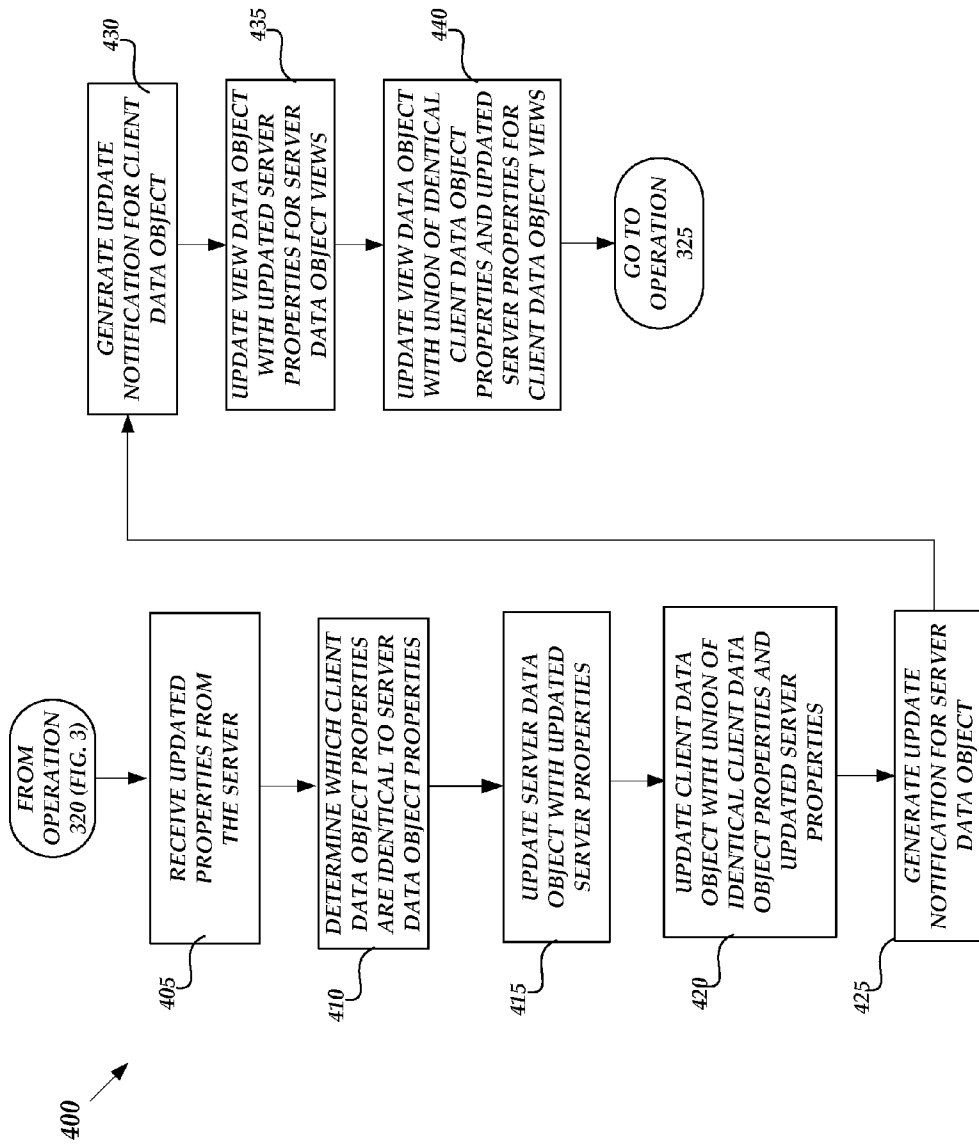 400
FROM
OPERATION
320 (FIG. 3)
RECEIVE UPDATED
PROPERTIES FROM
THE SERVER
405
DETERMINE WHICH CLIENT
DATA OBJECT PROPERTIES
ARE IDENTICAL TO SERVER
DATA OBJECT PROPERTIES
410
UPDATE SERVER DATA
OBJECT WITH UPDATED
SERVER PROPERTIES
415
UPDATE CLIENT DATA
OBJECT WITH UNION OF
IDENTICAL CLIENT DATA
OBJECT PROPERTIES AND
UPDATED SERVER
PROPERTIES
420
GENERATE UPDATE
NOTIFICATION FOR SERVER
DATA OBJECT
425
GENERATE UPDATE
NOTIFICATION FOR CLIENT
DATA OBJECT
430
UPDATE VIEW DATA OBJECT
WITH UPDATED SERVER
PROPERTIES FOR SERVER
DATA OBJECT VIEWS
435
UPDATE VIEW DATA OBJECT
WITH UNION OF IDENTICAL
CLIENT DATA OBJECT
PROPERTIES AND UPDATED
SERVER PROPERTIES FOR
CLIENT DATA OBJECT VIEWS
440
GO TO
OPERATION
325